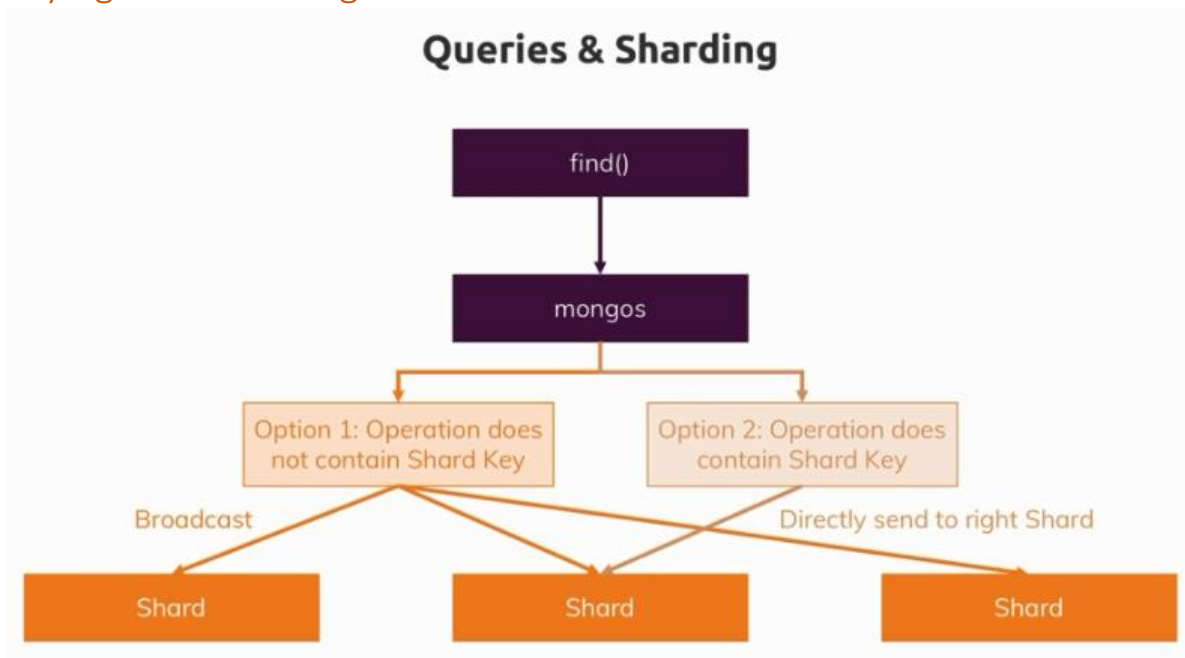 Queries & Sharding
find()
mongos
Option 1: Operation does
not contain Shard Key
Option 2: Operation does
contain Shard Key
Broadcast
Directly send to right Shard
Shard
Shard
Shard